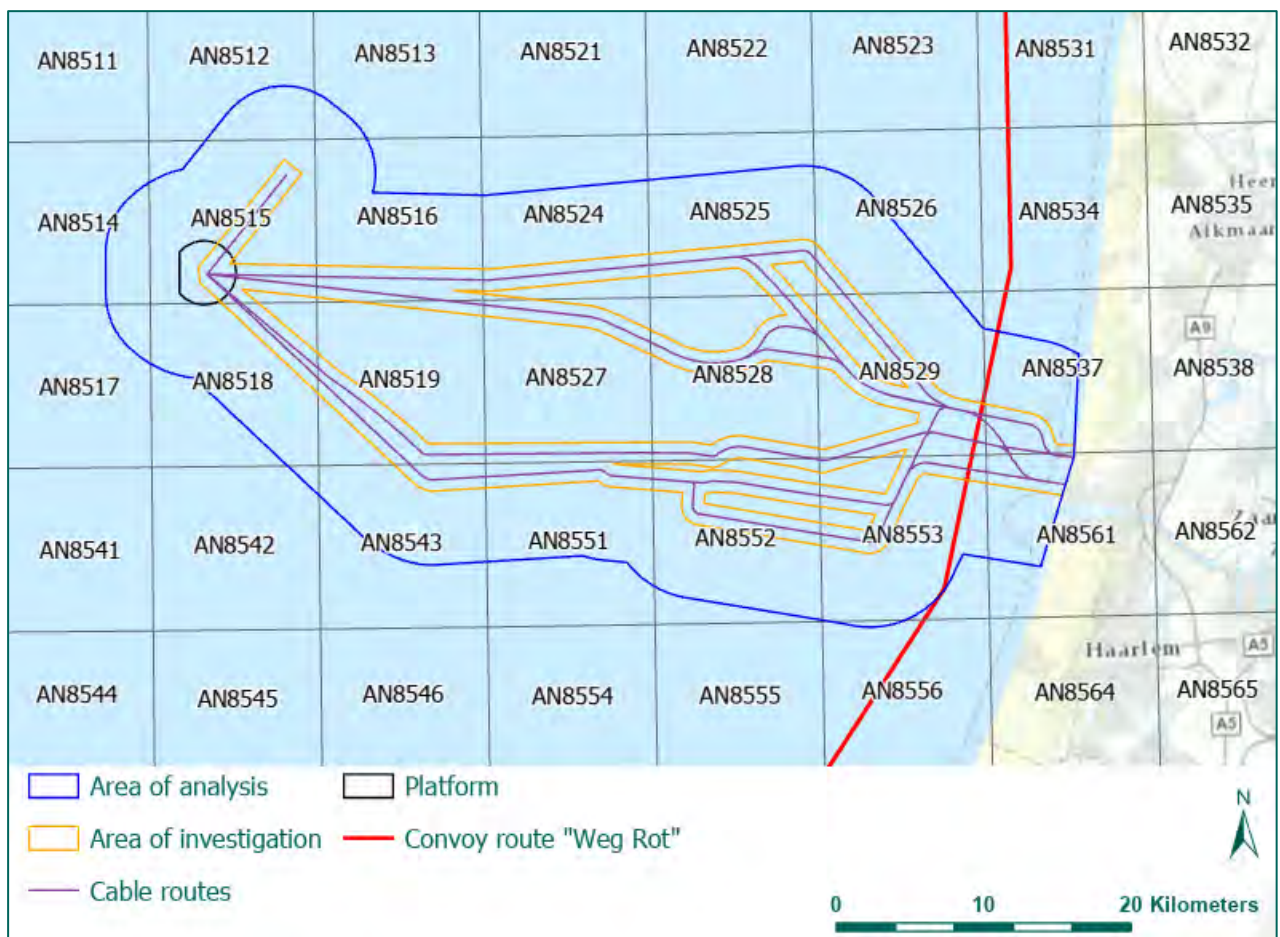 AN8511 AN8512 AN8513 AN8521 AN8522 AN8523 AN8531 AN8532
Heer
AN8514 AN8515 AN8516 AN8524 AN8525 AN8526 AN8534 AN8535
Alkmaar
A9
AN8517 AN8518 AN8519 AN8527 AN8528 AN8529 AN8537 AN8538
Zaan
AN8541 AN8542 AN8543 AN8551 AN8552 AN8553 AN8561 AN8562
Haarlem A5
AN8544 AN8545 AN8546 AN8554 AN8555 AN8556 AN8564 AN8565
A5
Area of analysis
Area of investigation
Cable routes
Platform
Convoy route "Weg Rot"
N
0 10 20 Kilometers